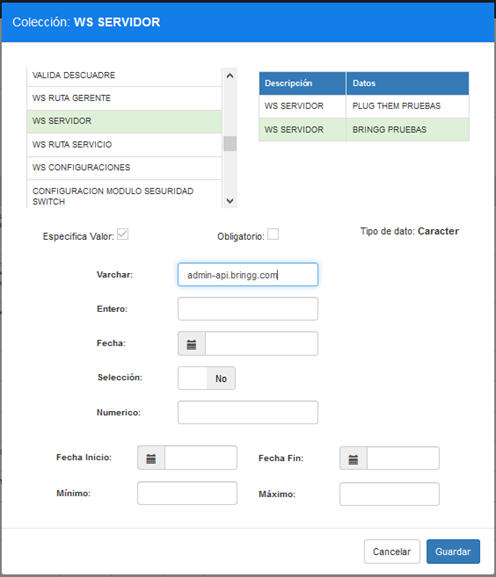 Colección: WS SERVIDOR
VALIDA DESCUADRE
WS RUTA GERENTE
WS SERVIDOR
WS RUTA SERVICIO
WS CONFIGURACIONES
CONFIGURACION MODULO SEGURIDAD
SWITCH
Descripción Datos
WS SERVIDOR PLUG THEM PRUEBAS
WS SERVIDOR BRINGG PRUEBAS
Especifica Valor: Obligatorio: Tipo de dato: Caracter
Varchar: admin-api.bringg.com
Entero:
Fecha:
Selección: No
Numerico:
Fecha Inicio: Fecha Fin:
Mínimo: Máximo:
Cancelar Guardar